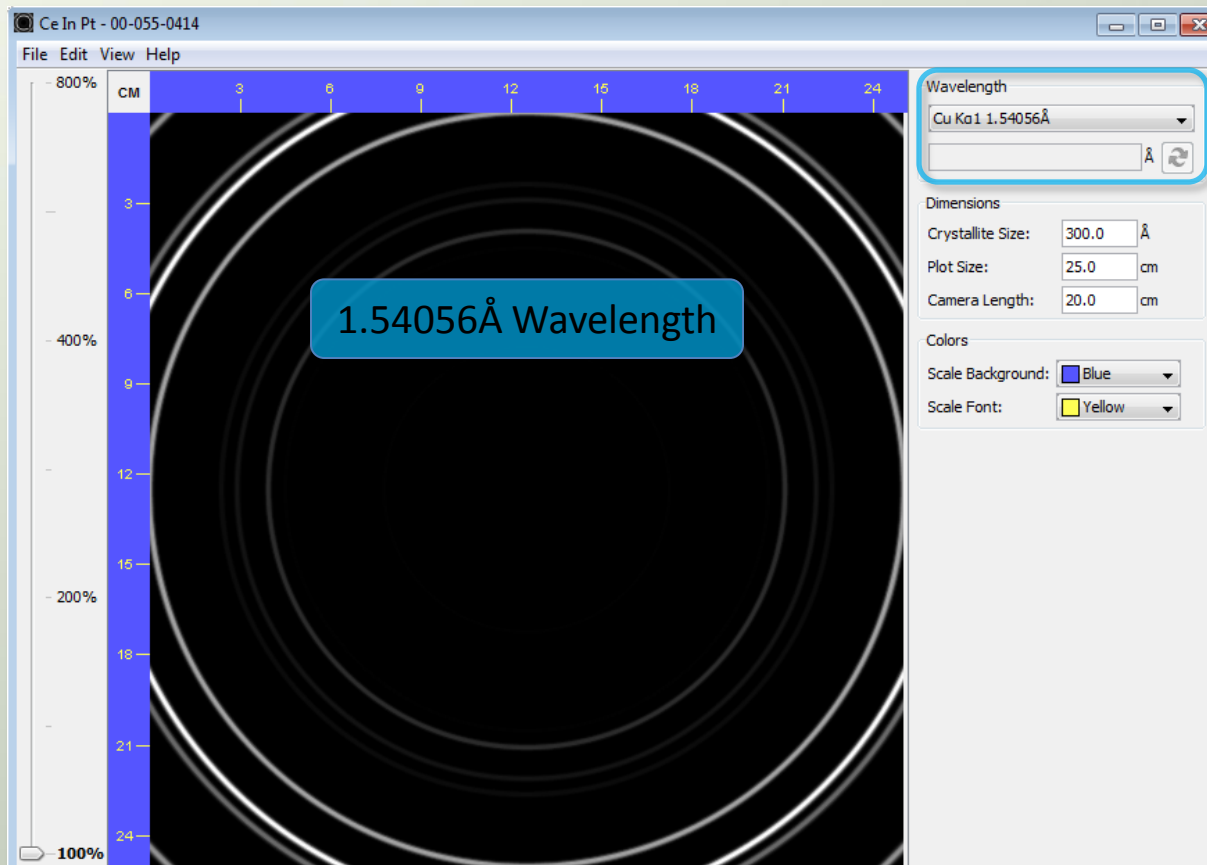 Ce In Pt - 00-055-0414
File Edit View Help
800%
400%
200%
100%
CM
3 6 9 12 15 18 21 24
3
6
9
12
15
18
21
24
1.54056Å Wavelength
Wavelength
Cu Kα1 1.54056Å
Å
Dimensions
Crystallite Size: 300.0 Å
Plot Size: 25.0 cm
Camera Length: 20.0 cm
Colors
Scale Background: Blue
Scale Font: Yellow